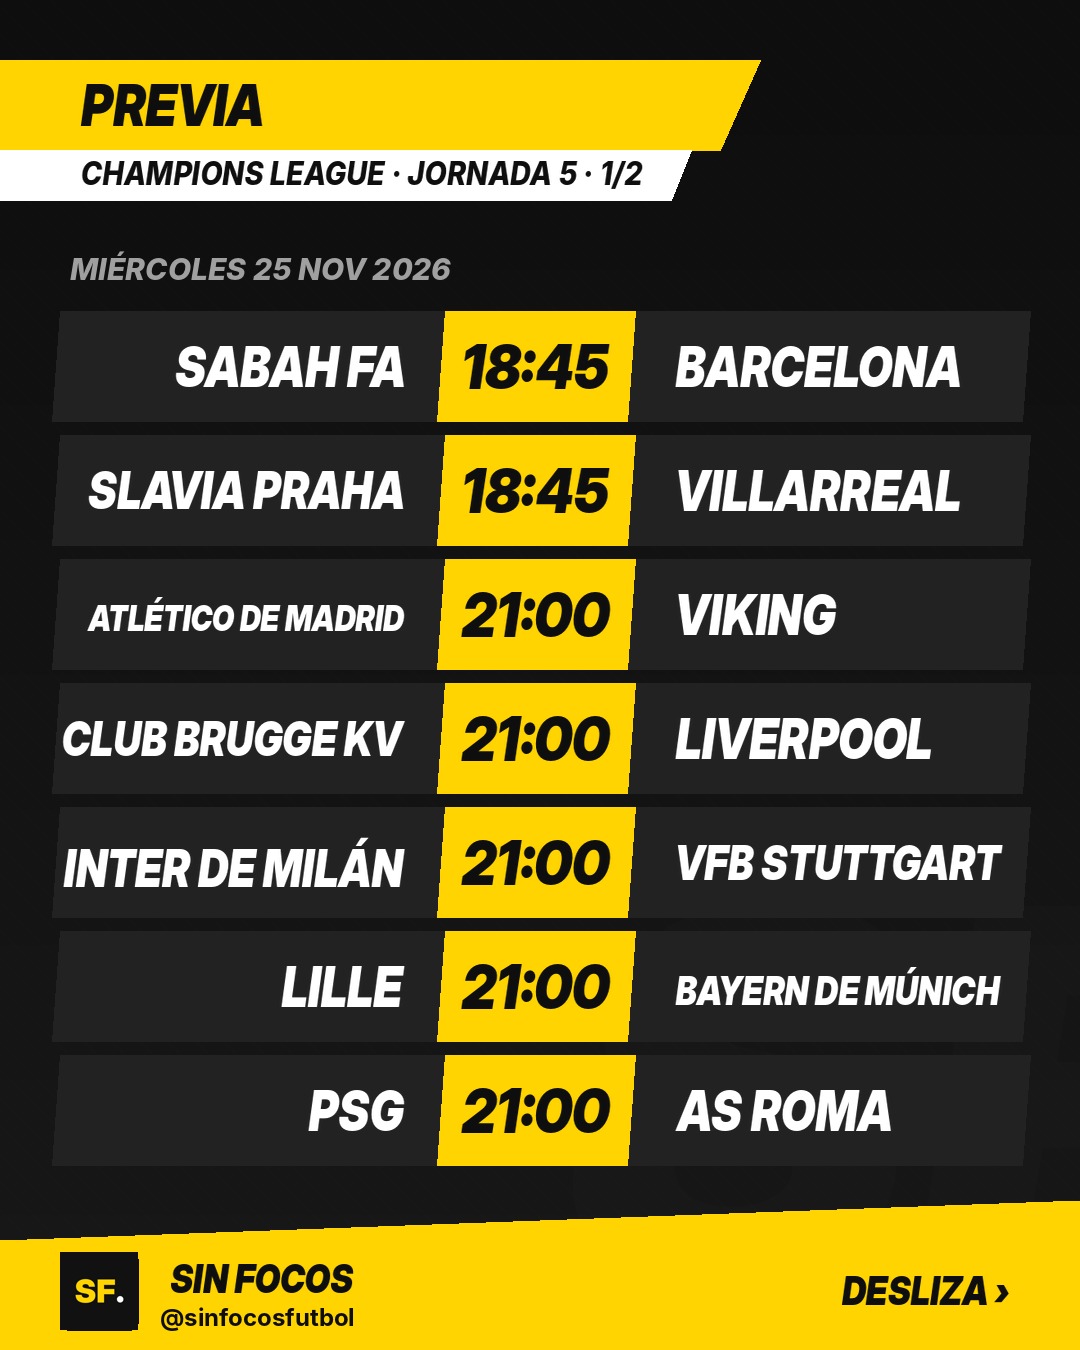 PREVIA
CHAMPIONS LEAGUE · JORNADA 5 · 1/2
MIÉRCOLES 25 NOV 2026
SABAH FA 18:45 BARCELONA
SLAVIA PRAHA 18:45 VILLARREAL
ATLÉTICO DE MADRID 21:00 VIKING
CLUB BRUGGE KV 21:00 LIVERPOOL
INTER DE MILÁN 21:00 VFB STUTTGART
LILLE 21:00 BAYERN DE MÚNICH
PSG 21:00 AS ROMA
SF.
SIN FOCOS
@sinfocosfutbol
DESLIZA ›